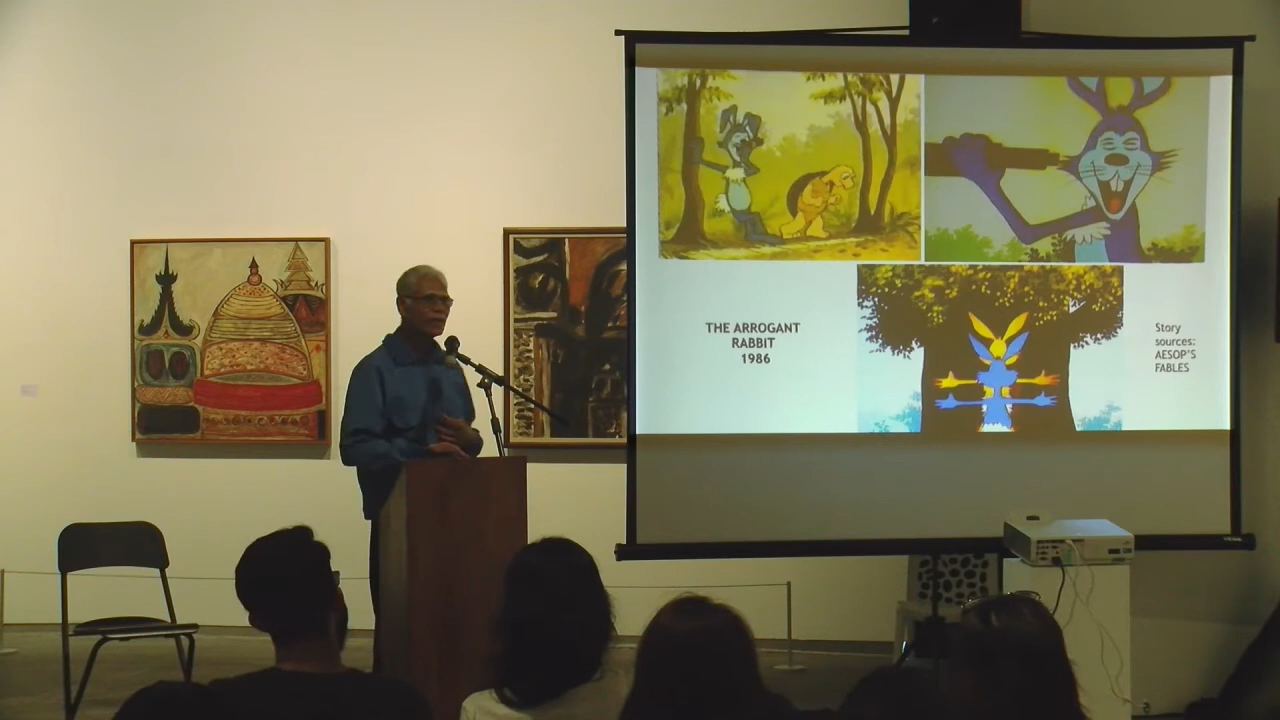 THE ARROGANT
RABBIT
1986
Story
sources:
AESOP'S
FABLES